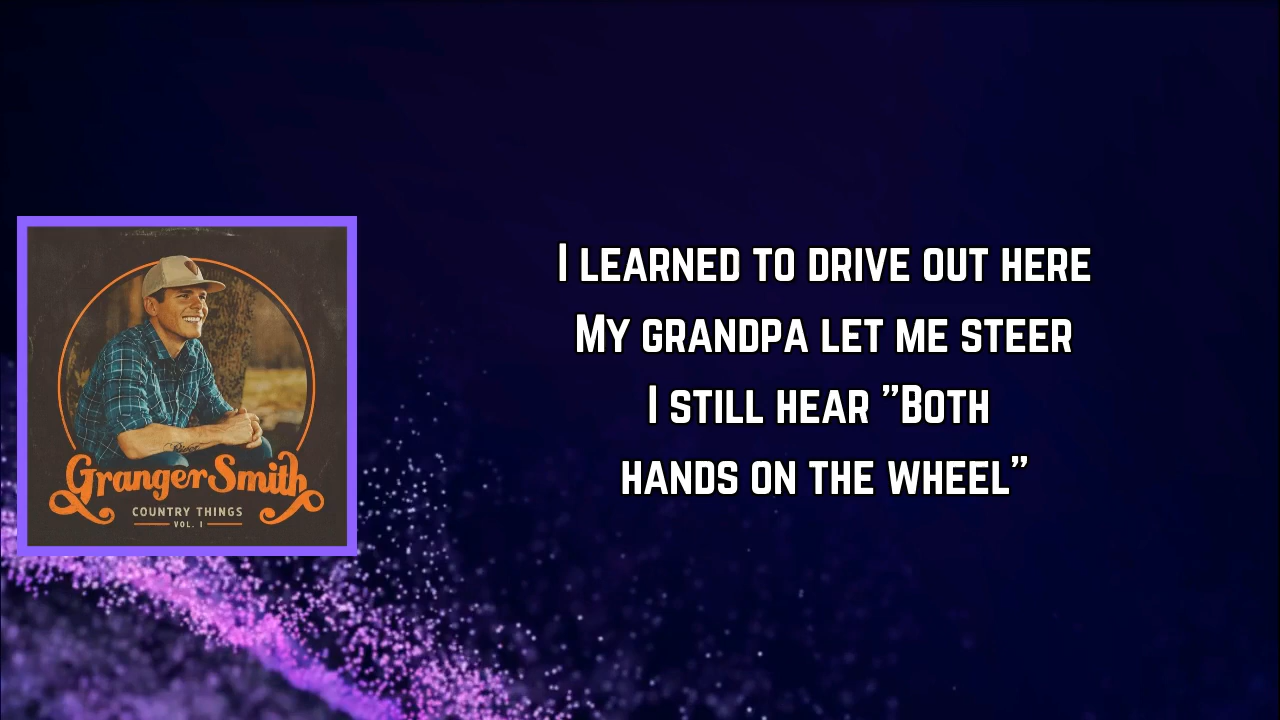 Granger Smith
COUNTRY THINGS
VOL. 1
I LEARNED TO DRIVE OUT HERE
MY GRANDPA LET ME STEER
I STILL HEAR "BOTH
HANDS ON THE WHEEL"